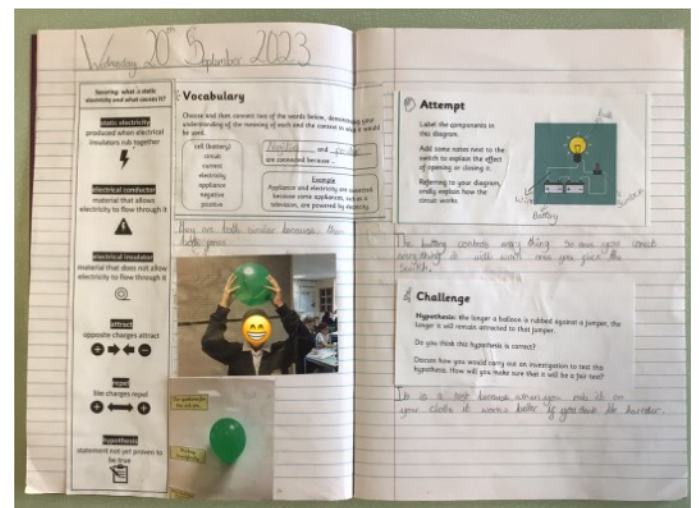 Wednesday 20th September 2023
Learning: what is static
electricity and what causes it?
static electricity
produced when electrical
insulators rub together
electrical conductor
material that allows
electricity to flow through it
electrical insulator
material that does not allow
electricity to flow through it
attract
opposite charges attract
repel
like charges repel
hypothesis
statement not yet proven to
be true
Vocabulary
Choose and then connect two of the words below, demonstrating your
understanding of the meaning of each and the context in which it would
be used.
cell (battery)
circuit
current
electricity
appliance
negative
positive
Negitive and positive
are connected because ...
Example
Appliance and electricity are connected
because some appliances, such as a
television, are powered by electricity.
they are both similar because
Attempt
Label the components in
this diagram.
Add some notes next to the
switch to explain the effect
of opening or closing it.
Referring to your diagram,
orally explain how the
circuit works.
Bulb
Wire
Battery
Switch
The battery controls every thing so once you conect
everything it will work once you the
switch.
Challenge
Hypothesis: the longer a balloon is rubbed against a jumper, the
longer it will remain attracted to that jumper.
Do you think this hypothesis is correct?
Discuss how you would carry out an investigation to test this
hypothesis. How will you make sure that it will be a fair test?
It is a test because when you rub it on
your cloths it works better if you it harder.